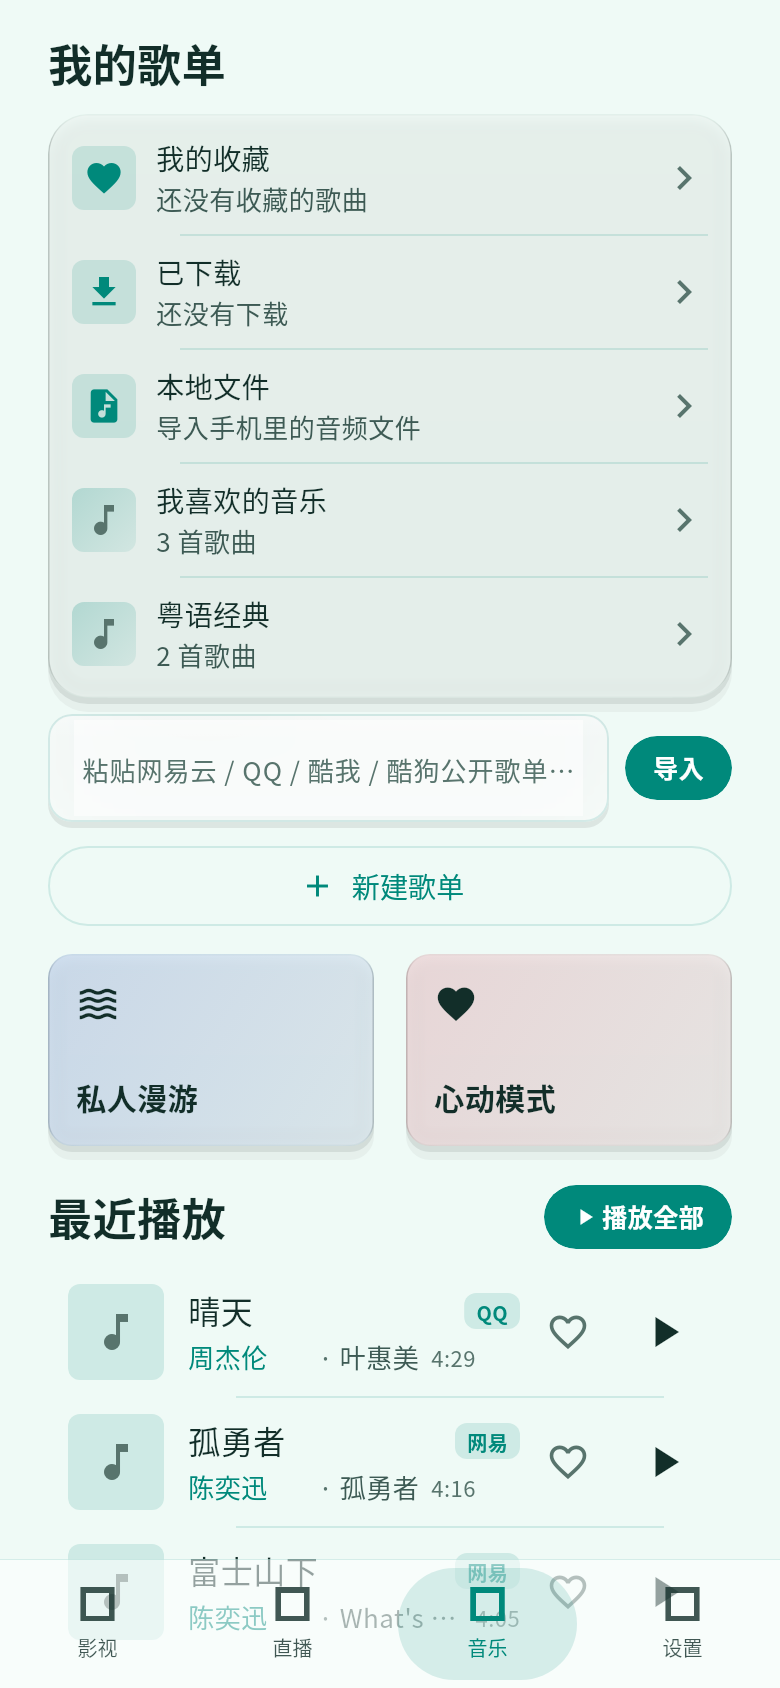 我的歌单
我的收藏
还没有收藏的歌曲
已下载
还没有下载
本地文件
导入手机里的音频文件
我喜欢的音乐
3 首歌曲
粤语经典
2 首歌曲
粘贴网易云 / QQ / 酷我 / 酷狗公开歌单…
导入
新建歌单
私人漫游
心动模式
最近播放
播放全部
晴天
QQ
周杰伦 · 叶惠美 4:29
孤勇者
网易
陈奕迅 · 孤勇者 4:16
富士山下
网易
陈奕迅 · What's … 4:05
影视
直播
音乐
设置